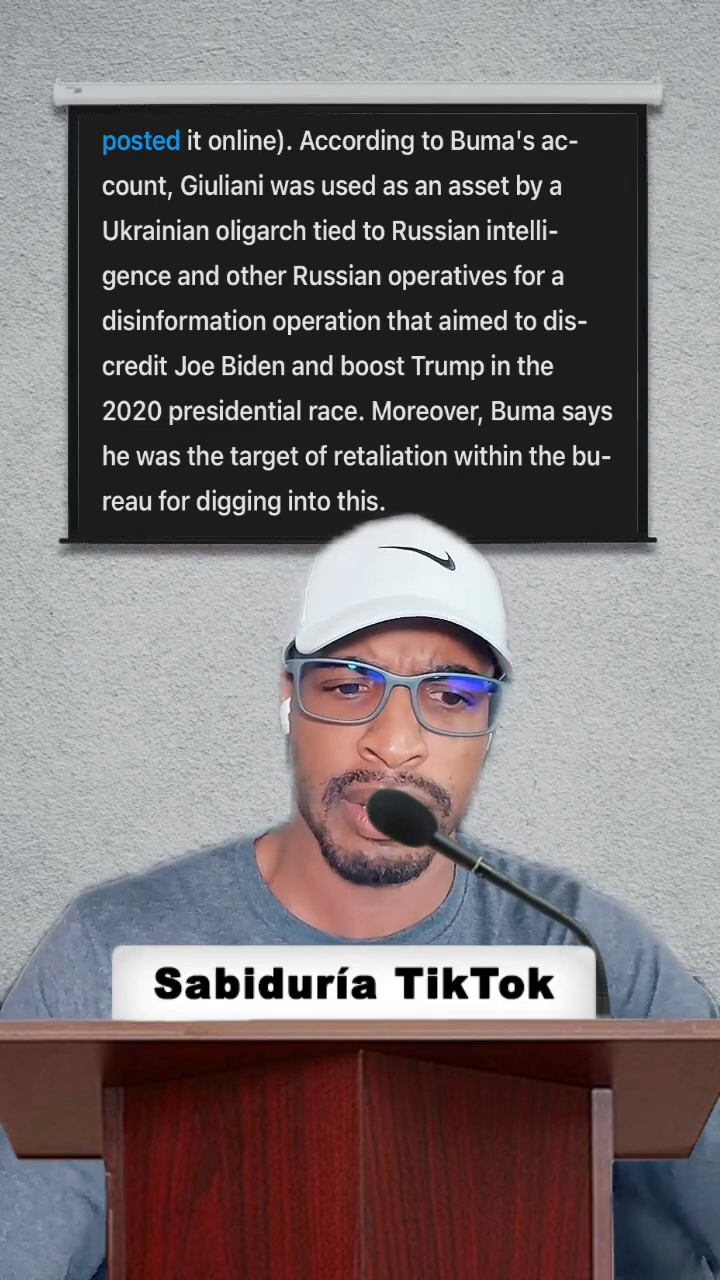 posted it online). According to Buma's ac-
count, Giuliani was used as an asset by a
Ukrainian oligarch tied to Russian intelli-
gence and other Russian operatives for a
disinformation operation that aimed to dis-
credit Joe Biden and boost Trump in the
2020 presidential race. Moreover, Buma says
he was the target of retaliation within the bu-
reau for digging into this.
Sabiduría TikTok